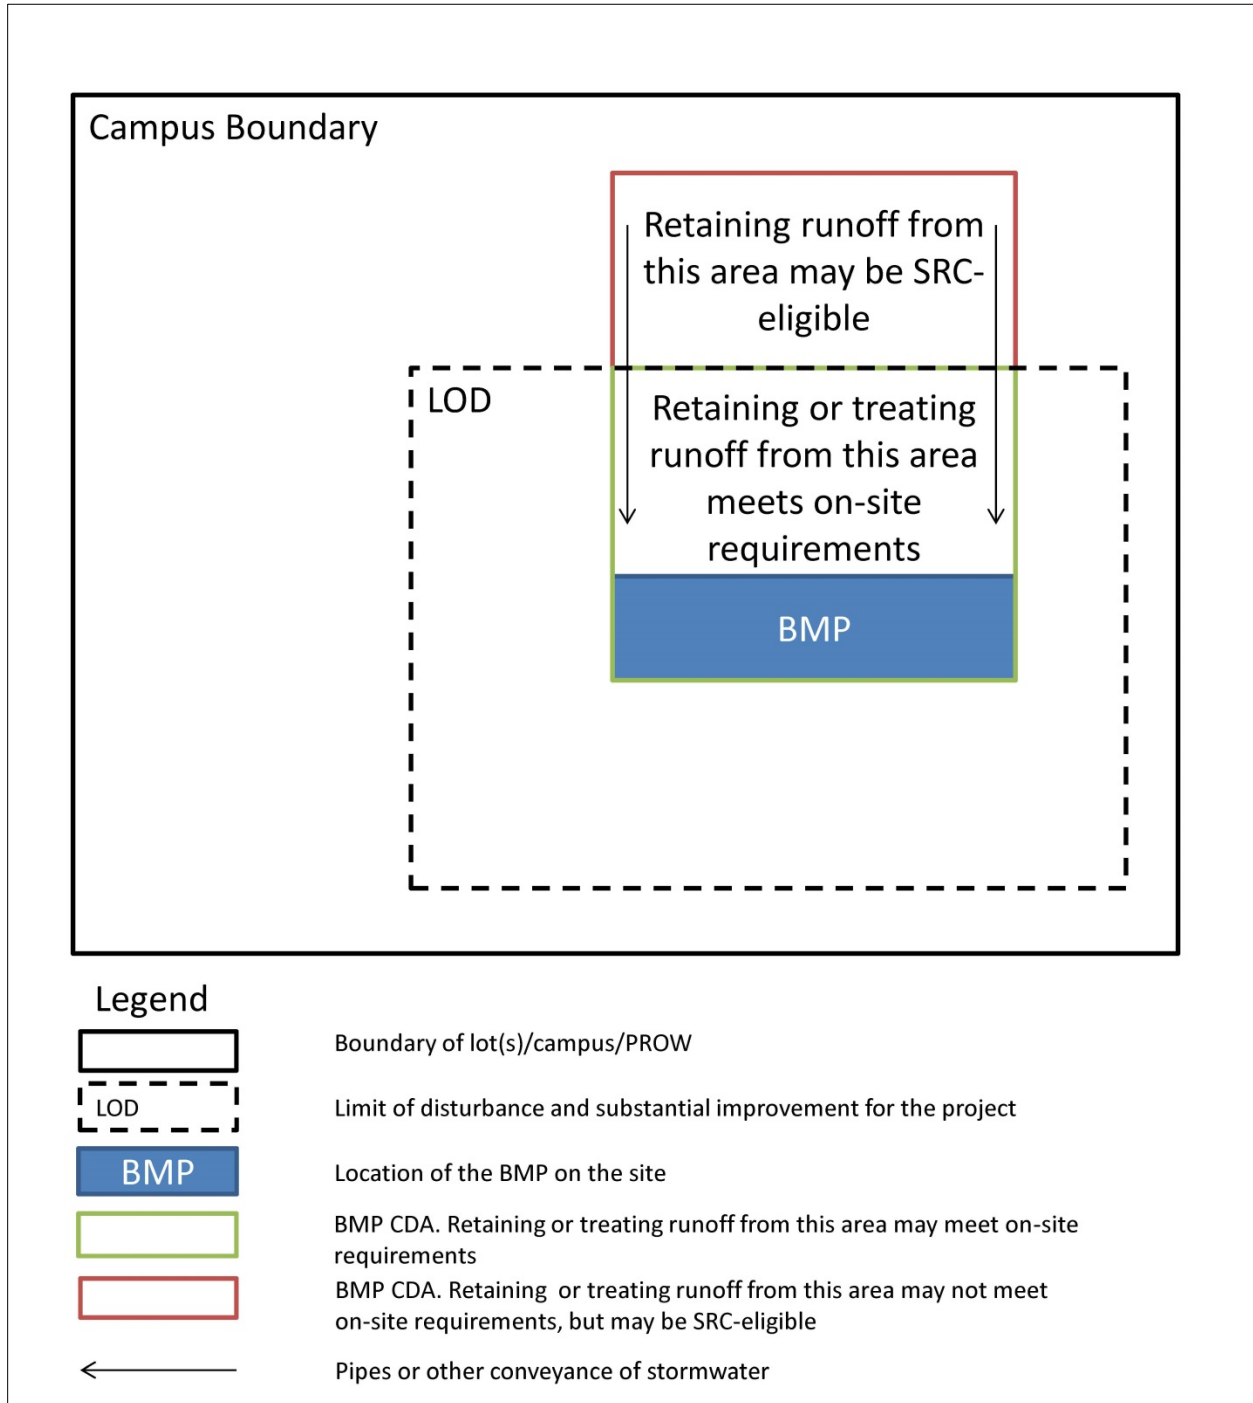 Campus Boundary
Retaining runoff from
this area may be SRC-
eligible
LOD
Retaining or treating
runoff from this area
meets on-site
requirements
BMP
Legend
Boundary of lot(s)/campus/PROW
LOD
Limit of disturbance and substantial improvement for the project
BMP
Location of the BMP on the site
BMP CDA. Retaining or treating runoff from this area may meet on-site
requirements
BMP CDA. Retaining  or treating runoff from this area may not meet
on-site requirements, but may be SRC-eligible
Pipes or other conveyance of stormwater